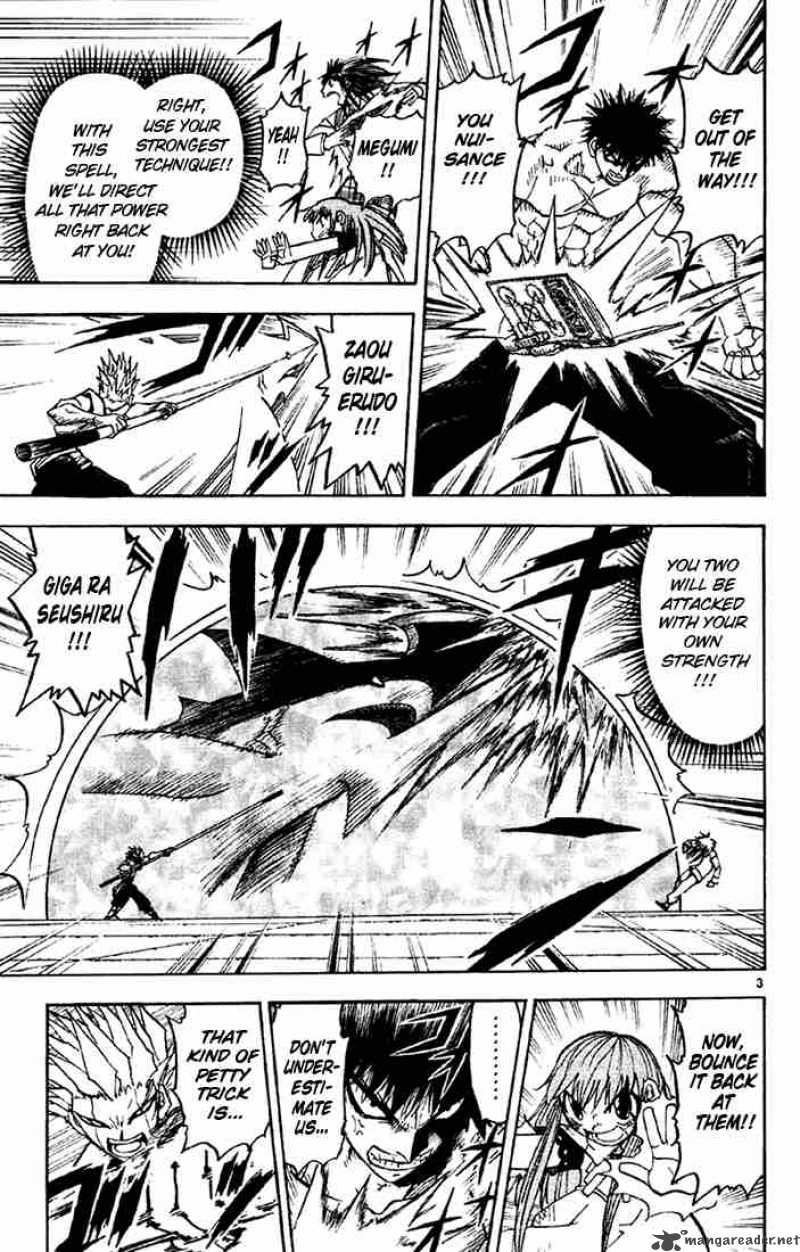 GET
OUT OF
THE
WAY!!!
YOU
NUI-
SANCE
!!!
MEGUMI
!!
YEAH
!!
RIGHT,
USE YOUR
STRONGEST
TECHNIQUE!!
WITH
THIS
SPELL,
WE'LL DIRECT
ALL THAT POWER
RIGHT BACK
AT YOU!
ZAOU
GIRU-
ERUDO
!!!
YOU TWO
WILL BE
ATTACKED
WITH YOUR
OWN
STRENGTH
!!!
GIGA RA
SEUSHIRU
!!!
3
NOW,
BOUNCE
IT BACK
AT
THEM!!
........
DON'T
UNDER-
ESTI-
MATE
US...
THAT
KIND OF
PETTY
TRICK
IS...
mangareader.net